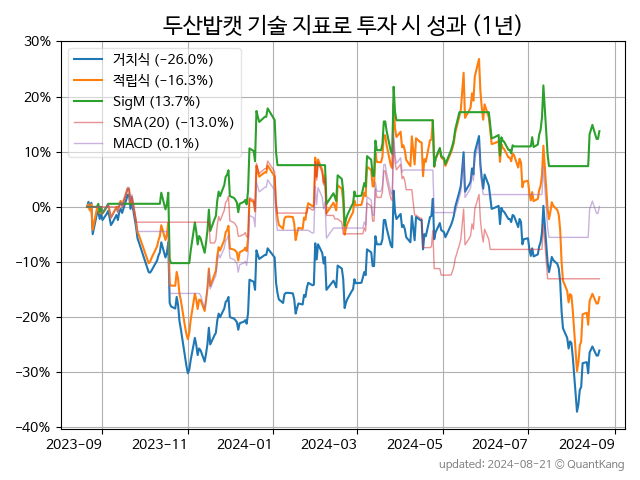 두산밥캣 기술 지표로 투자 시 성과 (1년)
30%
20%
10%
0%
−10%
−20%
−30%
−40%
거치식 (−26.0%)
적립식 (−16.3%)
SigM (13.7%)
SMA(20) (−13.0%)
MACD (0.1%)
2023-09
2023-11
2024-01
2024-03
2024-05
2024-07
2024-09
updated: 2024-08-21 © QuantKang